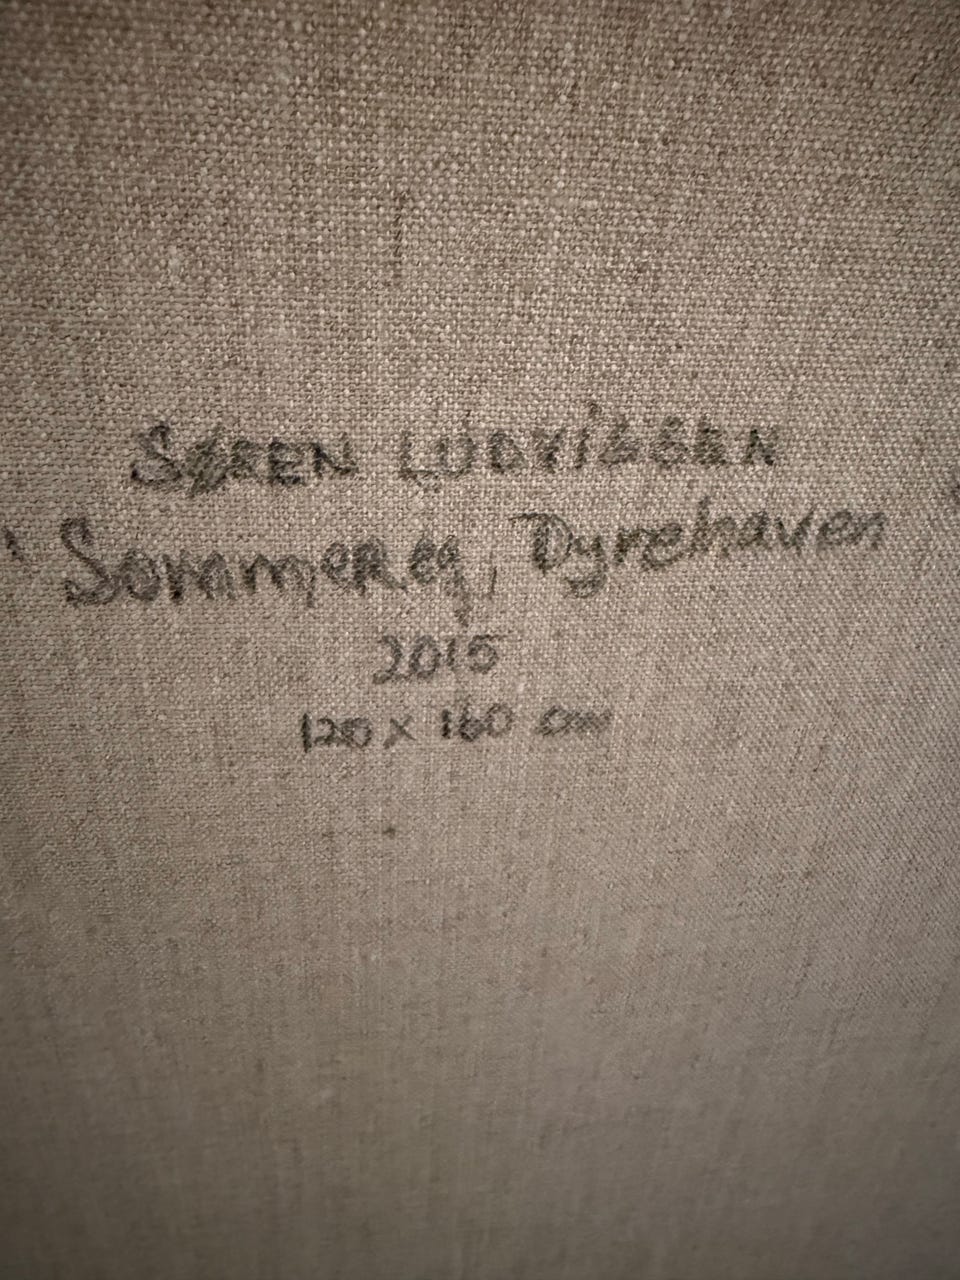 SØREN LUDVIGSEN
'Sommereg, Dyrehaven
2015
120 x 160 cm